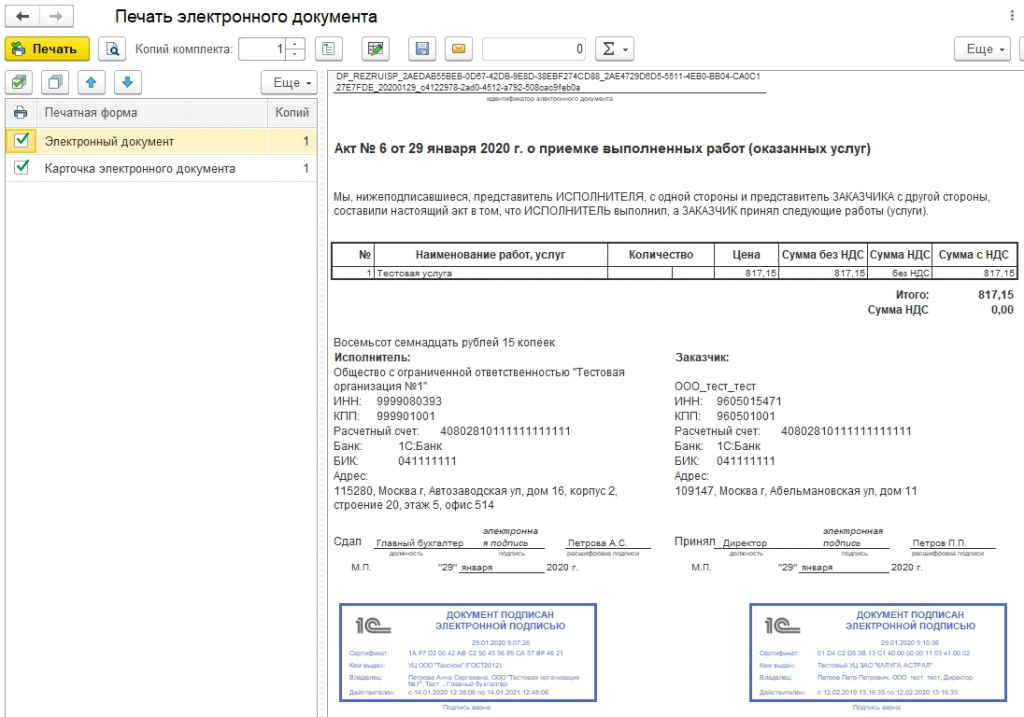 Печать электронного документа
Печать
Копий комплекта:
1
0
Σ
Еще
Еще
Печатная форма
Копий
Электронный документ
1
Карточка электронного документа
1
27E7FDE_20200129_c4122978-2ad0-4512-a792-508cac9feb0a
идентификатор электронного документа
Акт № 6 от 29 января 2020 г. о приемке выполненных работ (оказанных услуг)
Мы, нижеподписавшиеся, представитель ИСПОЛНИТЕЛЯ, с одной стороны и представитель ЗАКАЗЧИКА с другой стороны,
составили настоящий акт в том, что ИСПОЛНИТЕЛЬ выполнил, а ЗАКАЗЧИК принял следующие работы (услуги).
№ Наименование работ, услуг Количество Цена Сумма без НДС Сумма НДС Сумма с НДС
1 Тестовая услуга 817,15 817,15 без НДС 817,15
Итого: 817,15
Сумма НДС 0,00
Восемьсот семнадцать рублей 15 копеек
Исполнитель:
Общество с ограниченной ответственностью "Тестовая
организация №1"
ИНН: 9999080393
КПП: 999901001
Расчетный счет: 40802810111111111111
Банк: 1С:Банк
БИК: 041111111
Адрес:
115280, Москва г, Автозаводская ул, дом 16, корпус 2,
строение 20, этаж 5, офис 514
Заказчик:
ООО_тест_тест
ИНН: 9605015471
КПП: 960501001
Расчетный счет: 40802810111111111111
Банк: 1С:Банк
БИК: 041111111
Адрес:
109147, Москва г, Абельмановская ул, дом 11
электронна
Сдал Главный бухгалтер я подпись Петрова А.С.
должность подпись расшифровка подписи
М.П. "29" января 2020 г.
электронная
Принял Директор подпись Петров П.П.
должность подпись расшифровка подписи
М.П. "29" января 2020 г.
1С
ДОКУМЕНТ ПОДПИСАН
ЭЛЕКТРОННОЙ ПОДПИСЬЮ
29.01.2020 9:07:26
Сертификат: 1A F7 D2 00 42 AB C2 90 45 56 89 CA 57 BF 46 21
Кем выдан: УЦ ООО "Такском" (ГОСТ2012)
Владелец: Петрова Анна Сергеевна, ООО "Тестовая организация
№1" Тест , Главный бухгалтер
Действителен: с 14.01.2020 12:38:06 по 14.01.2021 12:48:06
Подпись верна
1С
ДОКУМЕНТ ПОДПИСАН
ЭЛЕКТРОННОЙ ПОДПИСЬЮ
29.01.2020 9:10:36
Сертификат: 01 D4 C2 D5 3B 13 C1 40 00 00 00 11 03 41 00 02
Кем выдан: Тестовый УЦ ЗАО "КАЛУГА АСТРАЛ"
Владелец: Петров Петр Петрович, ООО тест тест, Директор
Действителен: с 12.02.2019 13:16:35 по 12.02.2020 13:16:35
Подпись верна